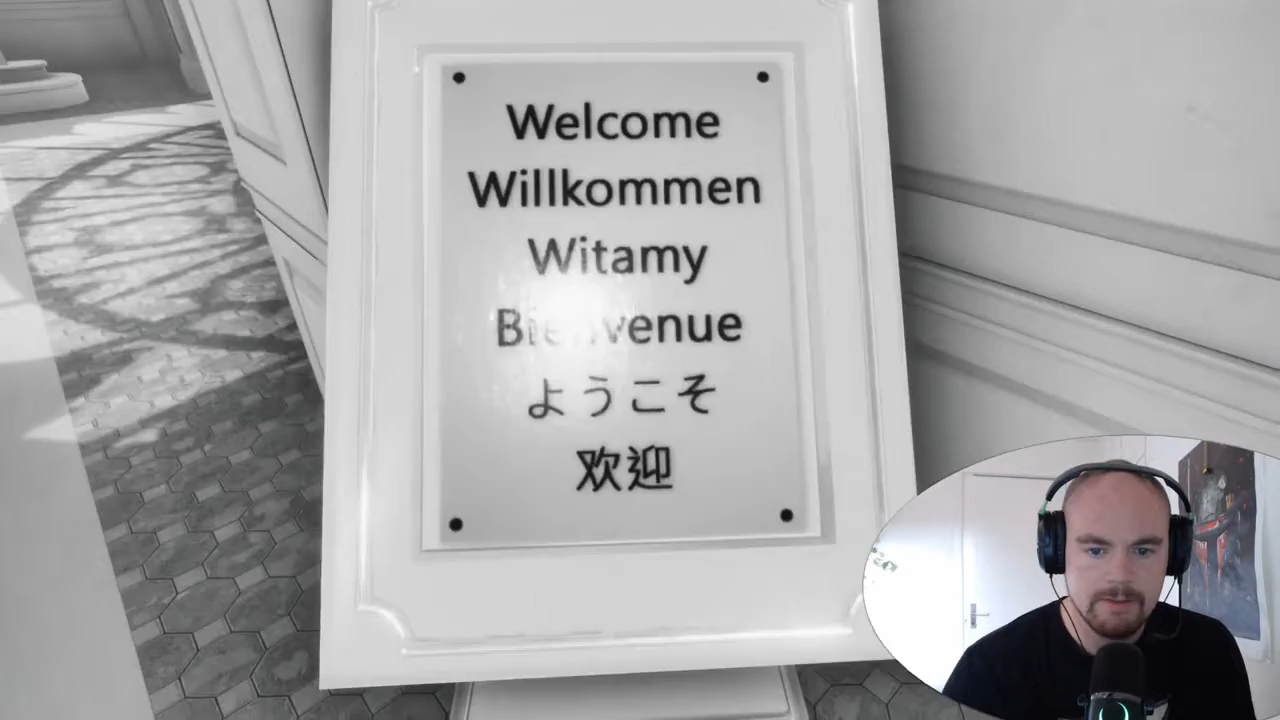 Welcome
Willkommen
Witamy
Bienvenue
ようこそ
欢迎